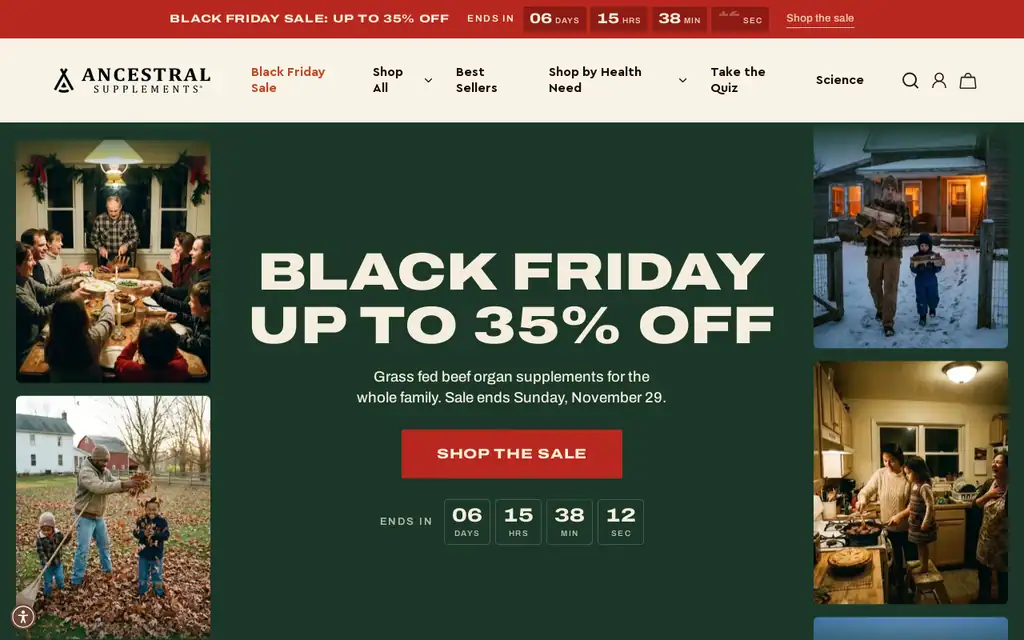 BLACK FRIDAY SALE: UP TO 35% OFF ENDS IN 06 DAYS 15 HRS 38 MIN SEC Shop the sale
ANCESTRAL
SUPPLEMENTS
Black Friday
Sale
Shop
All
Best
Sellers
Shop by Health
Need
Take the
Quiz
Science
BLACK FRIDAY
UP TO 35% OFF
Grass fed beef organ supplements for the
whole family. Sale ends Sunday, November 29.
SHOP THE SALE
ENDS IN
06 15 38 12
DAYS HRS MIN SEC